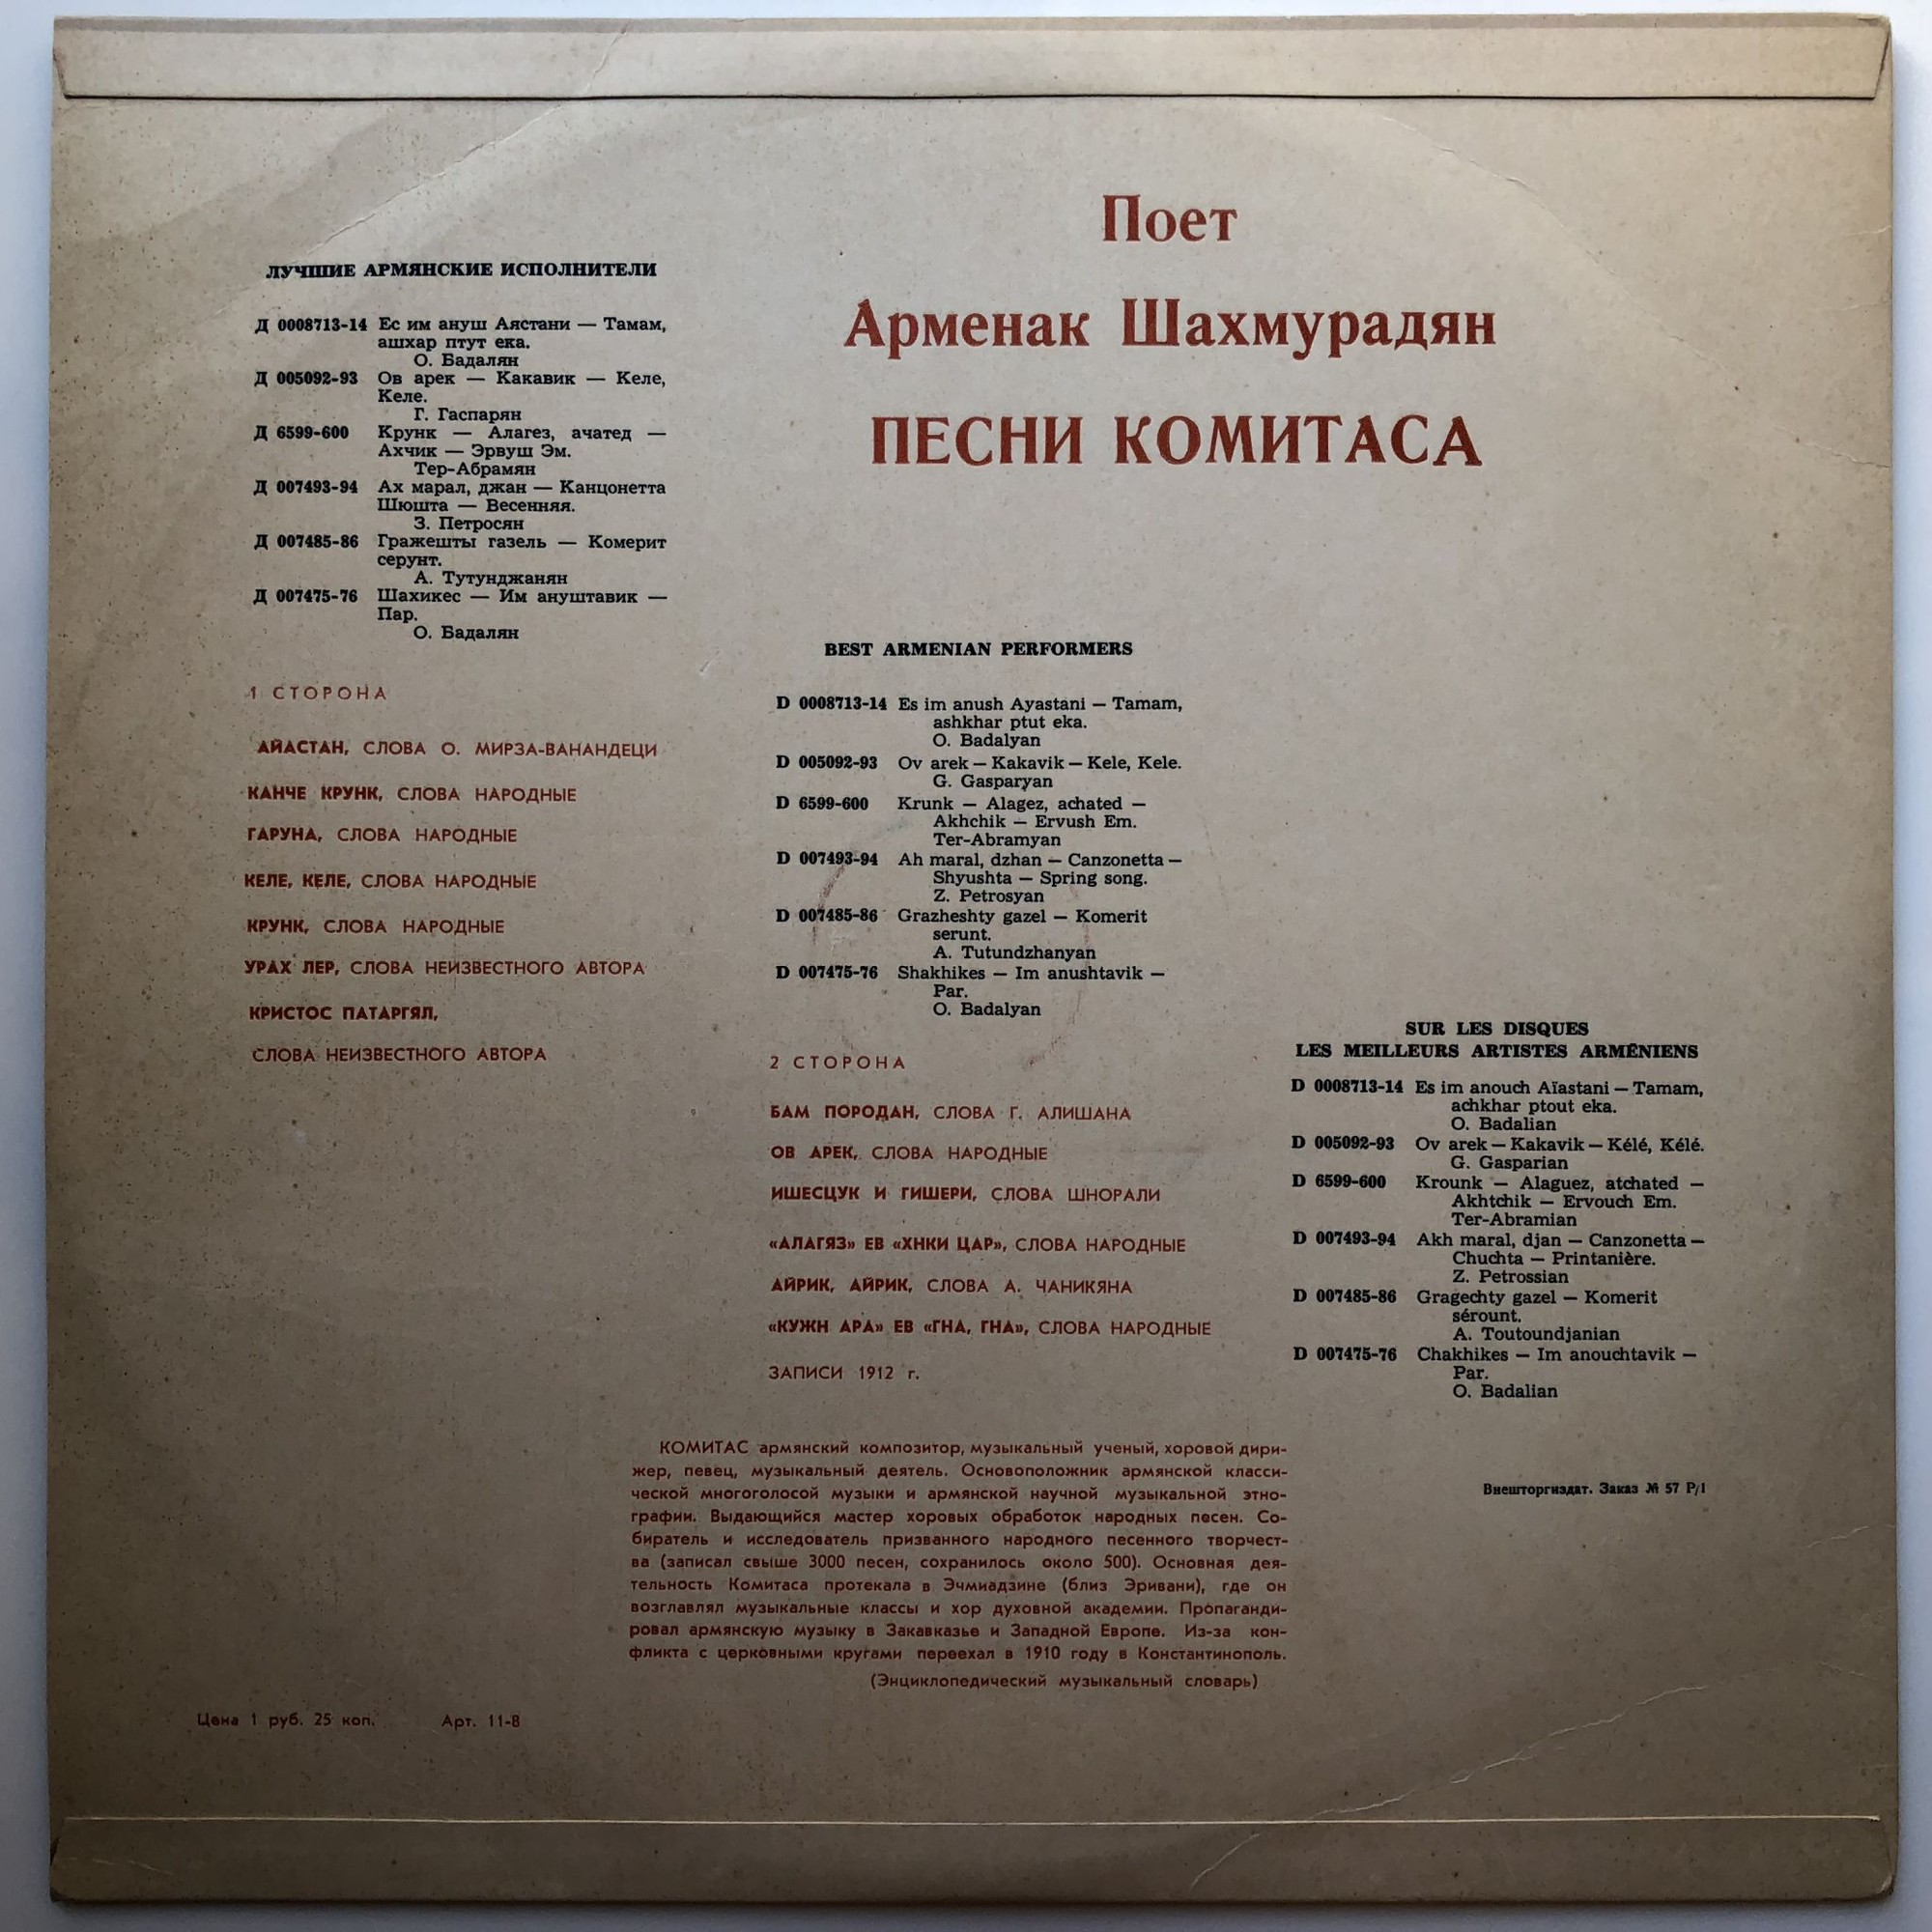 Поет
Арменак Шахмурадян
ПЕСНИ КОМИТАСА
ЛУЧШИЕ АРМЯНСКИЕ ИСПОЛНИТЕЛИ
Д 0008713-14 Ес им ануш Аястани — Тамам,
ашхар птут ека.
О. Бадалян
Д 005092-93 Ов арек — Какавик — Келе,
Келе.
Г. Гаспарян
Д 6599-600 Крунк — Алагез, ачатед —
Ахчик — Эрвуш Эм.
Тер-Абрамян
Д 007493-94 Ах марал, джан — Канцонетта
Шюшта — Весенняя.
З. Петросян
Д 007485-86 Гражешты газель — Комерит
серунт.
А. Тутунджанян
Д 007475-76 Шахикес — Им ануштавик —
Пар.
О. Бадалян
1 СТОРОНА
АЙАСТАН, СЛОВА О. МИРЗА-ВАНАНДЕЦИ
КАНЧЕ КРУНК, СЛОВА НАРОДНЫЕ
ГАРУНА, СЛОВА НАРОДНЫЕ
КЕЛЕ, КЕЛЕ, СЛОВА НАРОДНЫЕ
КРУНК, СЛОВА НАРОДНЫЕ
УРАХ ЛЕР, СЛОВА НЕИЗВЕСТНОГО АВТОРА
КРИСТОС ПАТАРГЯЛ,
СЛОВА НЕИЗВЕСТНОГО АВТОРА
BEST ARMENIAN PERFORMERS
D 0008713-14 Es im anush Ayastani — Tamam,
ashkhar ptut eka.
O. Badalyan
D 005092-93 Ov arek — Kakavik — Kele, Kele.
G. Gasparyan
D 6599-600 Krunk — Alagez, achated —
Akhchik — Ervush Em.
Ter-Abramyan
D 007493-94 Ah maral, dzhan — Canzonetta —
Shyushta — Spring song.
Z. Petrosyan
D 007485-86 Grazheshty gazel — Komerit
serunt.
A. Tutundzhanyan
D 007475-76 Shakhikes — Im anushtavik —
Par.
O. Badalyan
2 СТОРОНА
БАМ ПОРОДАН, СЛОВА Г. АЛИШАНА
ОВ АРЕК, СЛОВА НАРОДНЫЕ
ИШЕСЦУК И ГИШЕРИ, СЛОВА ШНОРАЛИ
«АЛАГЯЗ» ЕВ «ХНКИ ЦАР», СЛОВА НАРОДНЫЕ
АЙРИК, АЙРИК, СЛОВА А. ЧАНИКЯНА
«КУЖН АРА» ЕВ «ГНА, ГНА», СЛОВА НАРОДНЫЕ
ЗАПИСИ 1912 г.
SUR LES DISQUES
LES MEILLEURS ARTISTES ARMÉNIENS
D 0008713-14 Es im anouch Aïastani — Tamam,
achkhar ptout eka.
O. Badalian
D 005092-93 Ov arek — Kakavik — Kélé, Kélé.
G. Gasparian
D 6599-600 Krounk — Alaguez, atchated —
Akhtchik — Ervouch Em.
Ter-Abramian
D 007493-94 Akh maral, djan — Canzonetta —
Chuchta — Printanière.
Z. Petrossian
D 007485-86 Gragechty gazel — Komerit
sérount.
A. Toutoundjanian
D 007475-76 Chakhikes — Im anouchtavik —
Par.
O. Badalian
КОМИТАС армянский композитор, музыкальный ученый, хоровой дири-
жер, певец, музыкальный деятель. Основоположник армянской класси-
ческой многоголосой музыки и армянской научной музыкальной этно-
графии. Выдающийся мастер хоровых обработок народных песен. Со-
биратель и исследователь призванного народного песенного творчест-
ва (записал свыше 3000 песен, сохранилось около 500). Основная дея-
тельность Комитаса протекала в Эчмиадзине (близ Эривани), где он
возглавлял музыкальные классы и хор духовной академии. Пропаганди-
ровал армянскую музыку в Закавказье и Западной Европе. Из-за кон-
фликта с церковными кругами переехал в 1910 году в Константинополь.
(Энциклопедический музыкальный словарь)
Внешторгиздат. Заказ № 57 Р/1
Цена 1 руб. 25 коп. Арт. 11-8